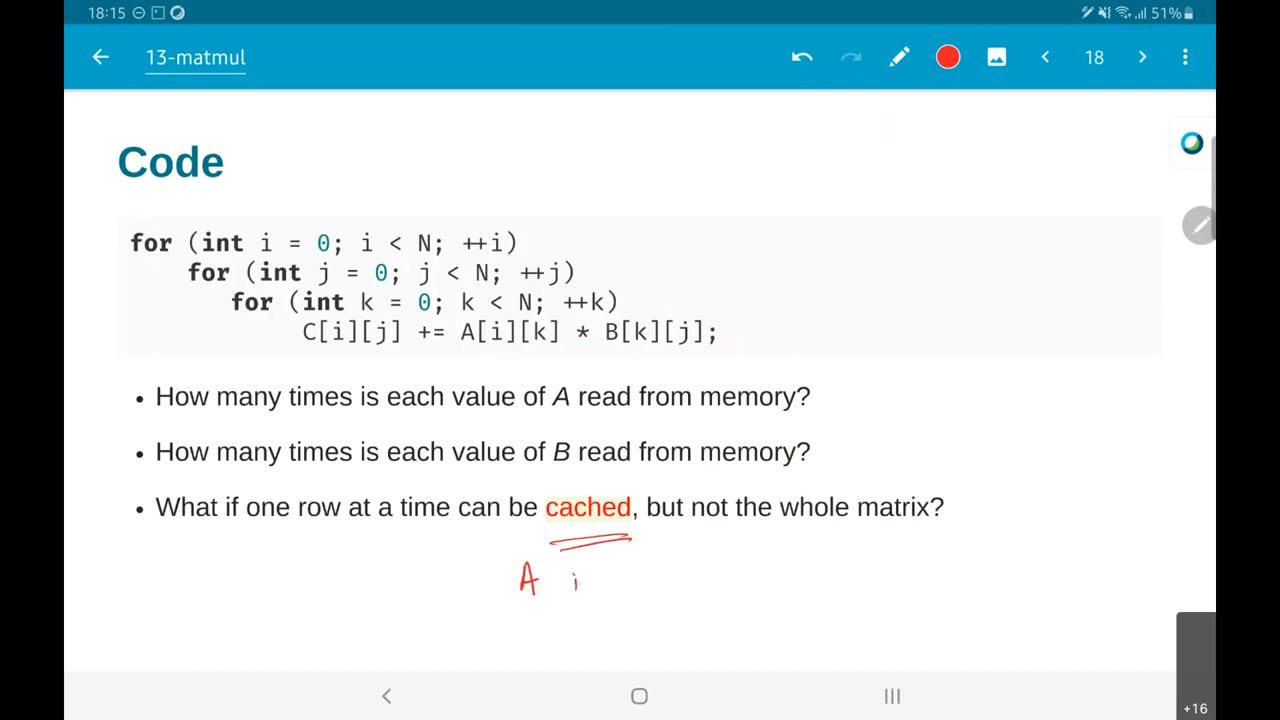 18:15 51%
13-matmul 18
Code
for (int i = 0; i < N; ++i)
for (int j = 0; j < N; ++j)
for (int k = 0; k < N; ++k)
C[i][j] += A[i][k] * B[k][j];
• How many times is each value of A read from memory?
• How many times is each value of B read from memory?
• What if one row at a time can be cached, but not the whole matrix?
A i
+16